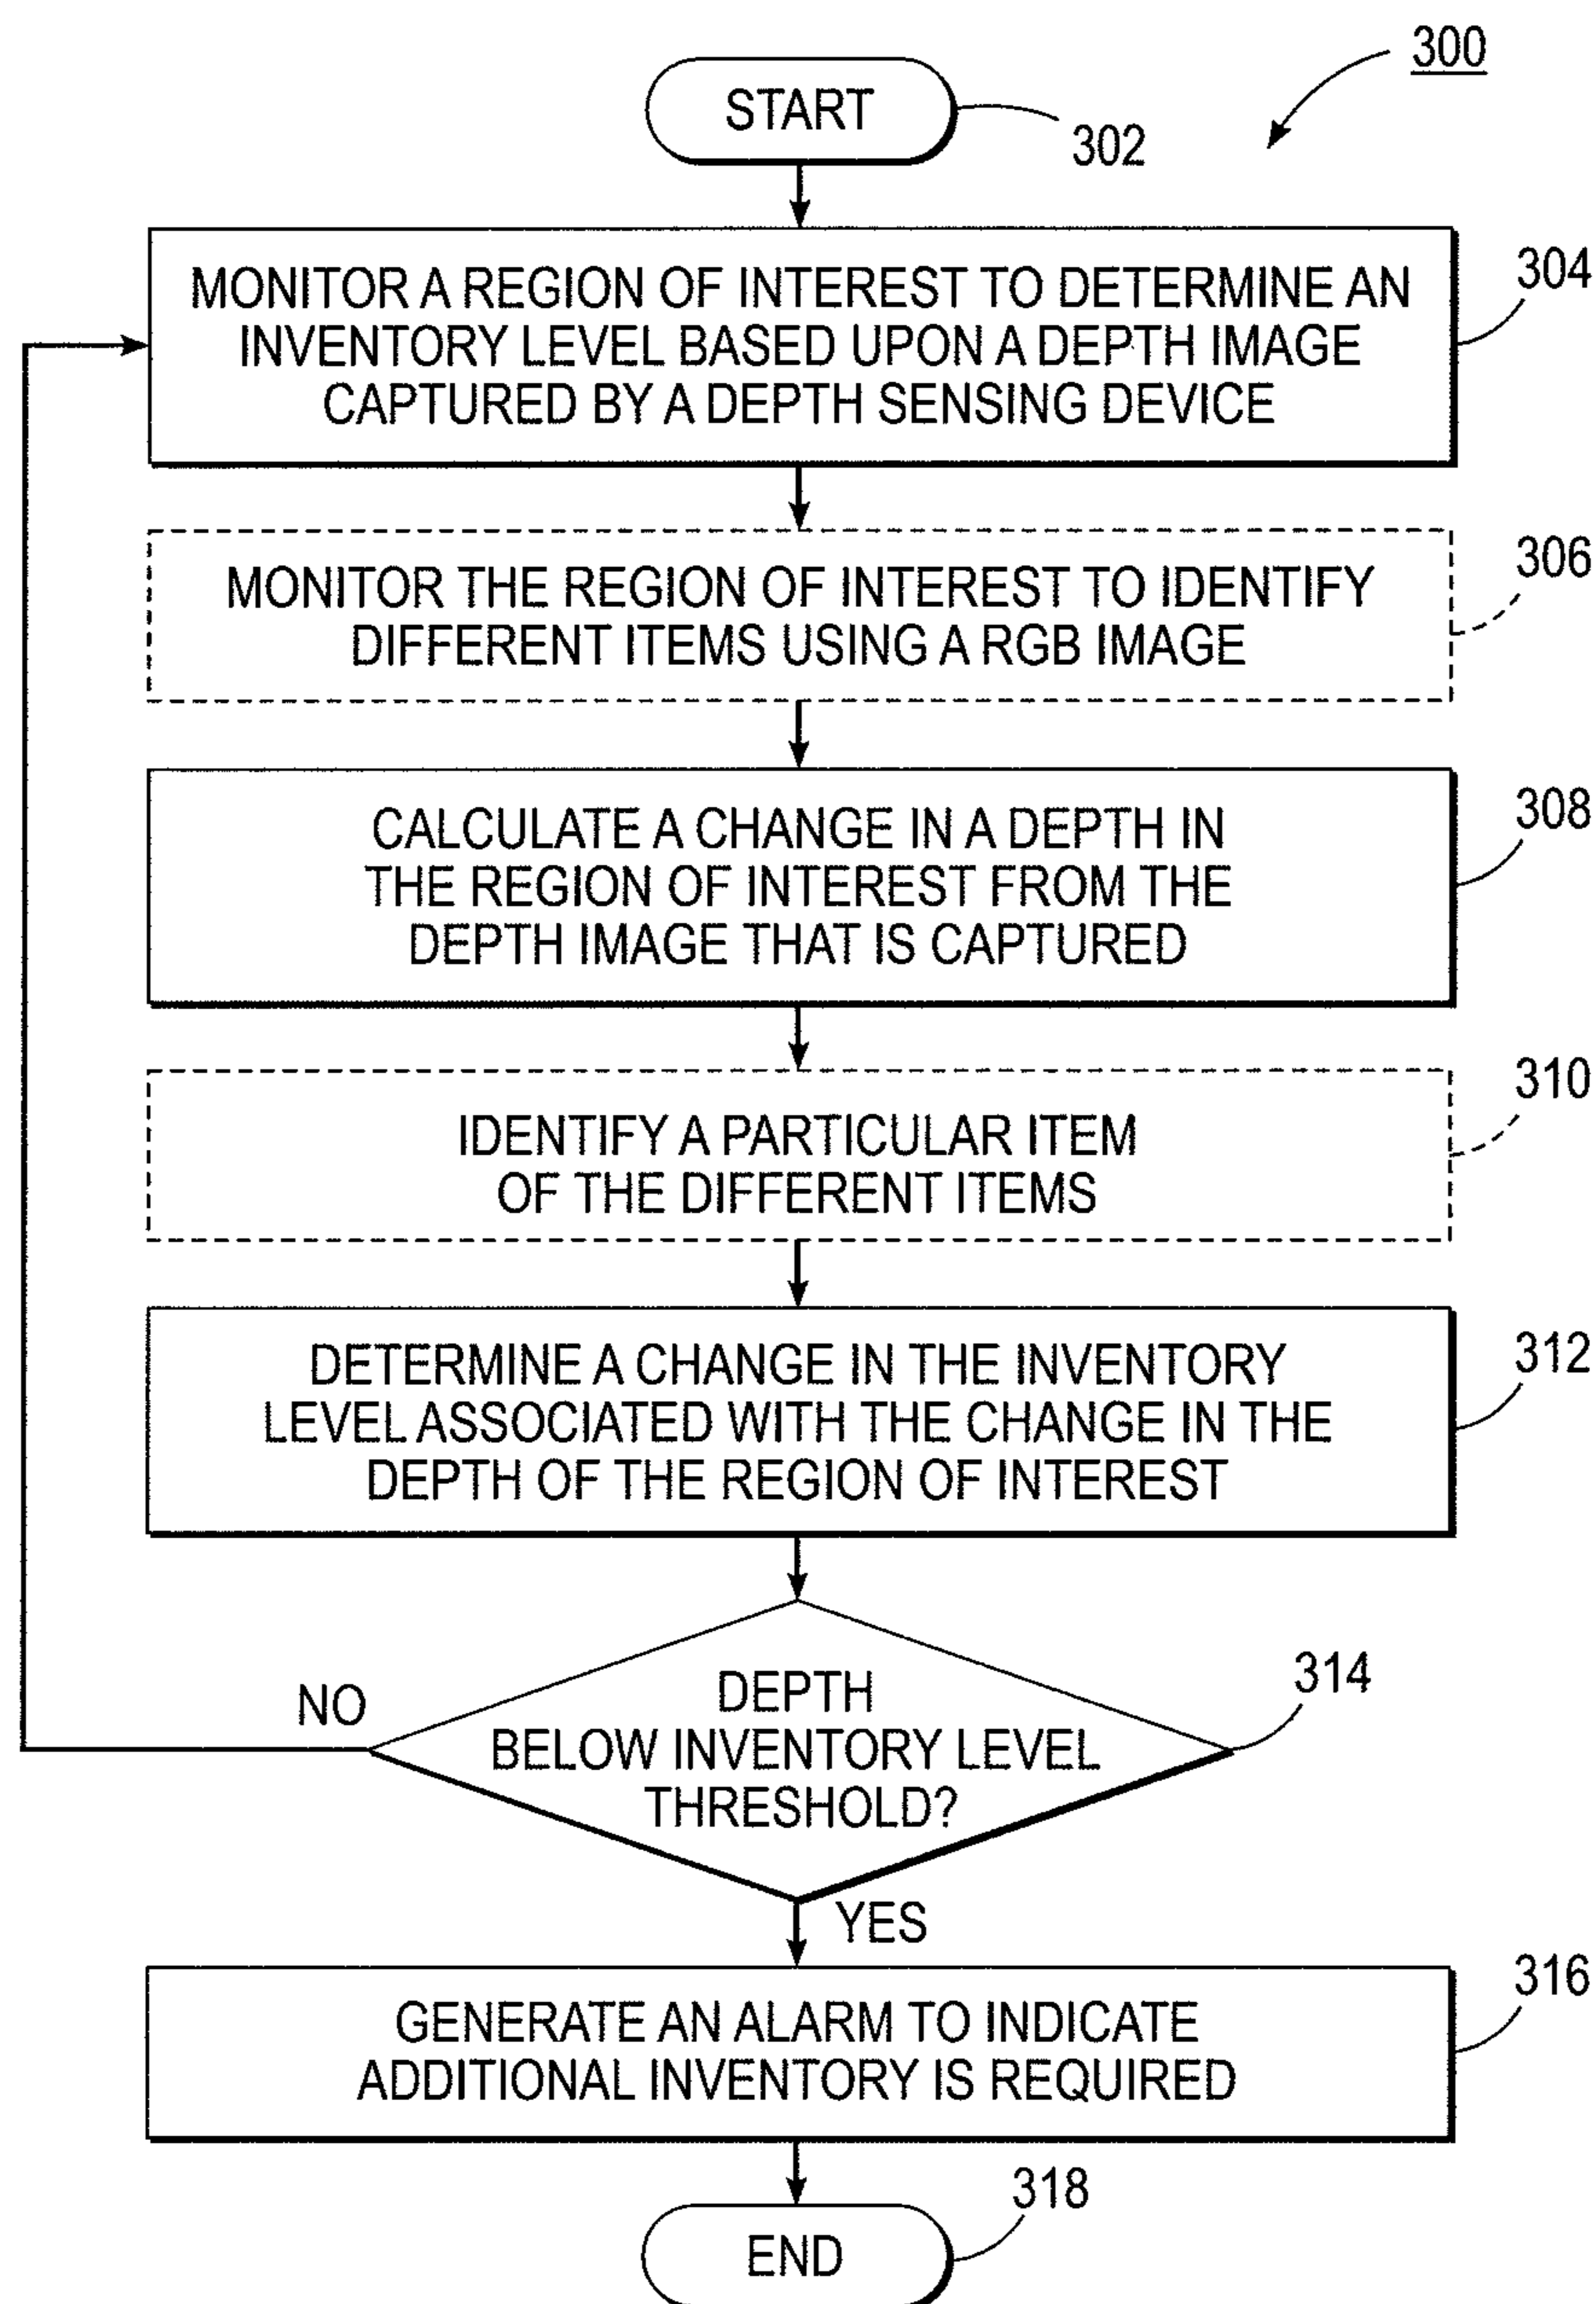 300
START
302
MONITOR A REGION OF INTEREST TO DETERMINE AN
INVENTORY LEVEL BASED UPON A DEPTH IMAGE
CAPTURED BY A DEPTH SENSING DEVICE
304
MONITOR THE REGION OF INTEREST TO IDENTIFY
DIFFERENT ITEMS USING A RGB IMAGE
306
CALCULATE A CHANGE IN A DEPTH IN
THE REGION OF INTEREST FROM THE
DEPTH IMAGE THAT IS CAPTURED
308
IDENTIFY A PARTICULAR ITEM
OF THE DIFFERENT ITEMS
310
DETERMINE A CHANGE IN THE INVENTORY
LEVEL ASSOCIATED WITH THE CHANGE IN THE
DEPTH OF THE REGION OF INTEREST
312
DEPTH
BELOW INVENTORY LEVEL
THRESHOLD?
314
NO
YES
GENERATE AN ALARM TO INDICATE
ADDITIONAL INVENTORY IS REQUIRED
316
END
318